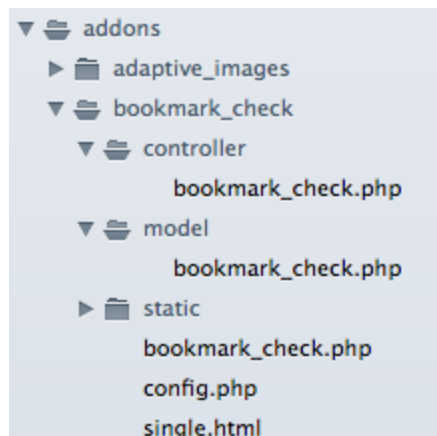 addons
adaptive_images
bookmark_check
controller
bookmark_check.php
model
bookmark_check.php
static
bookmark_check.php
config.php
single.html